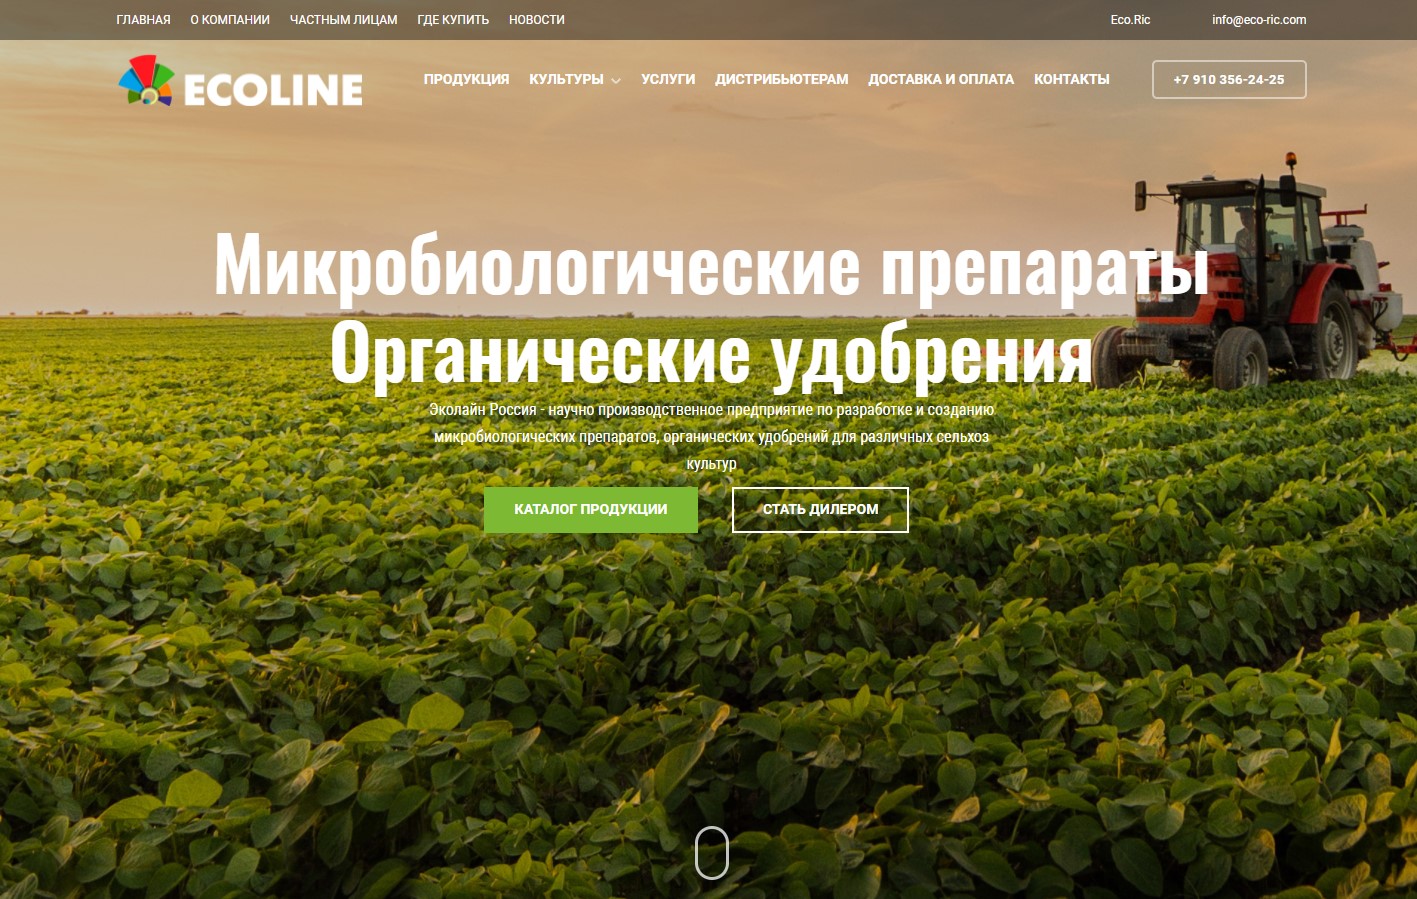 ГЛАВНАЯ О КОМПАНИИ ЧАСТНЫМ ЛИЦАМ ГДЕ КУПИТЬ НОВОСТИ Eco.Ric info@eco-ric.com
ECOLINE ПРОДУКЦИЯ КУЛЬТУРЫ УСЛУГИ ДИСТРИБЬЮТЕРАМ ДОСТАВКА И ОПЛАТА КОНТАКТЫ +7 910 356-24-25
Микробиологические препараты
Органические удобрения
Эколайн Россия - научно производственное предприятие по разработке и созданию
микробиологических препаратов, органических удобрений для различных сельхоз
культур
КАТАЛОГ ПРОДУКЦИИ СТАТЬ ДИЛЕРОМ